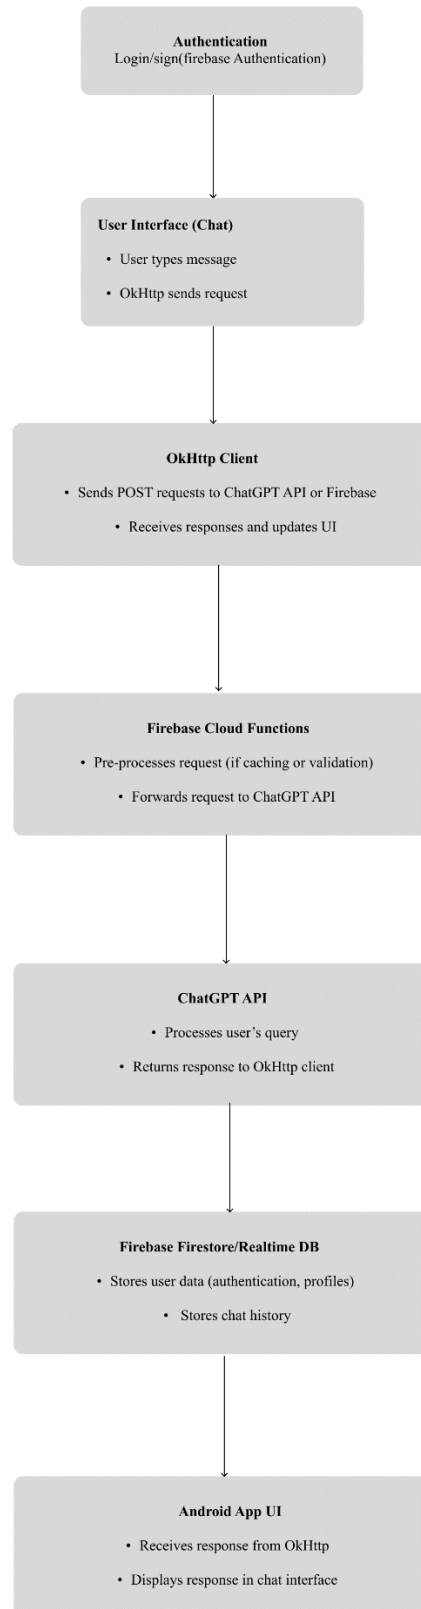 Authentication
Login/sign(firebase Authentication)
User Interface (Chat)
• User types message
• OkHttp sends request
OkHttp Client
• Sends POST requests to ChatGPT API or Firebase
• Receives responses and updates UI
Firebase Cloud Functions
• Pre-processes request (if caching or validation)
• Forwards request to ChatGPT API
ChatGPT API
• Processes user’s query
• Returns response to OkHttp client
Firebase Firestore/Realtime DB
• Stores user data (authentication, profiles)
• Stores chat history
Android App UI
• Receives response from OkHttp
• Displays response in chat interface